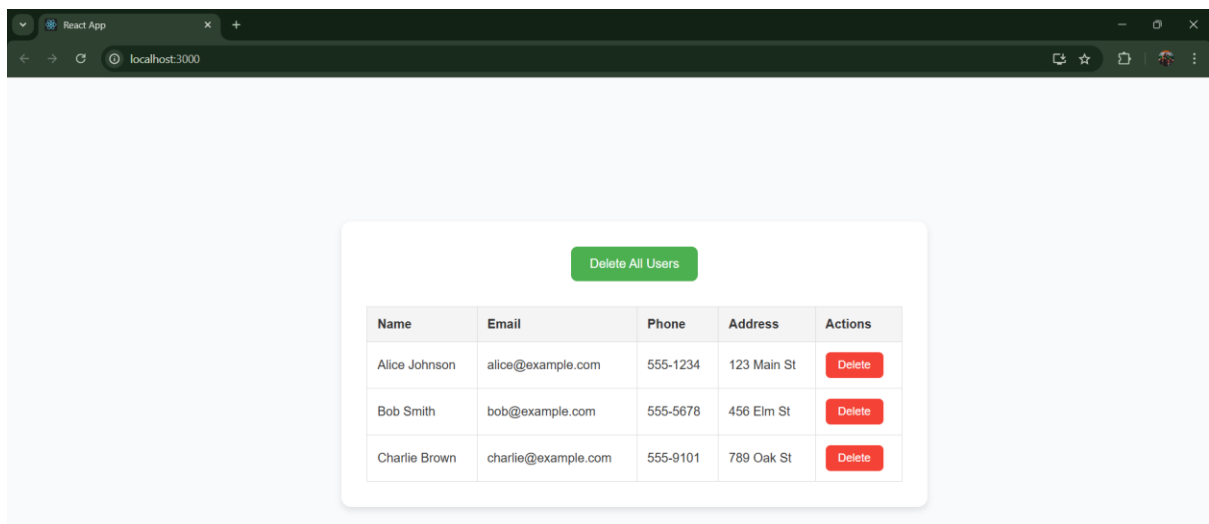 React App
localhost:3000
Delete All Users
Name Email Phone Address Actions
Alice Johnson alice@example.com 555-1234 123 Main St Delete
Bob Smith bob@example.com 555-5678 456 Elm St Delete
Charlie Brown charlie@example.com 555-9101 789 Oak St Delete